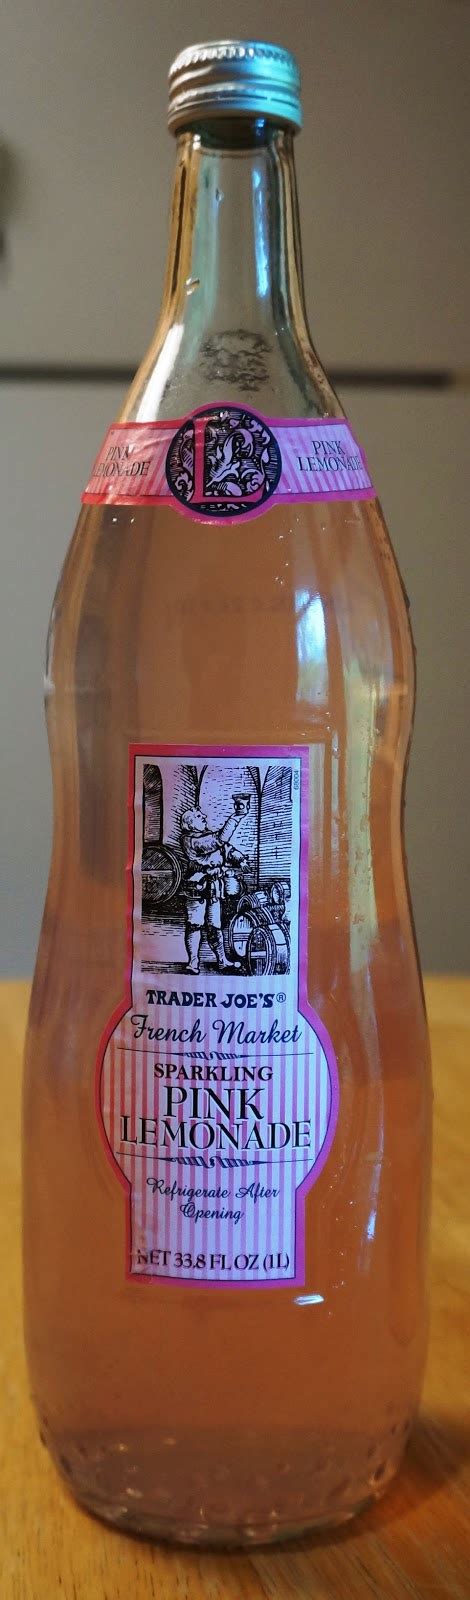 PINK
LEMONADE
L
PINK
LEMONADE
69004
TRADER JOE'S®
French Market
SPARKLING
PINK
LEMONADE
Refrigerate After
Opening
NET 33.8 FL OZ (1L)